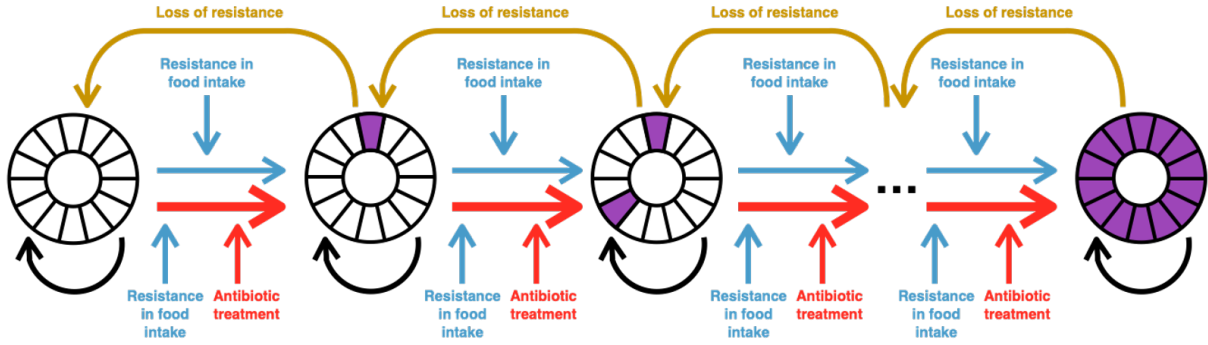 Loss of resistance
Loss of resistance
Loss of resistance
Loss of resistance
Resistance in
food intake
Resistance in
food intake
Resistance in
food intake
Resistance in
food intake
...
Resistance
in food
intake
Antibiotic
treatment
Resistance
in food
intake
Antibiotic
treatment
Resistance
in food
intake
Antibiotic
treatment
Resistance
in food
intake
Antibiotic
treatment